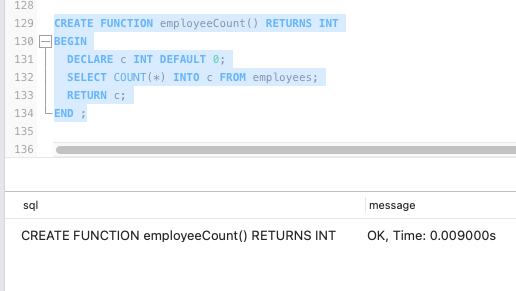 128
129 CREATE FUNCTION employeeCount() RETURNS INT
130 BEGIN
131 DECLARE c INT DEFAULT 0;
132 SELECT COUNT(*) INTO c FROM employees;
133 RETURN c;
134 END ;
135
136
sql message
CREATE FUNCTION employeeCount() RETURNS INT OK, Time: 0.009000s